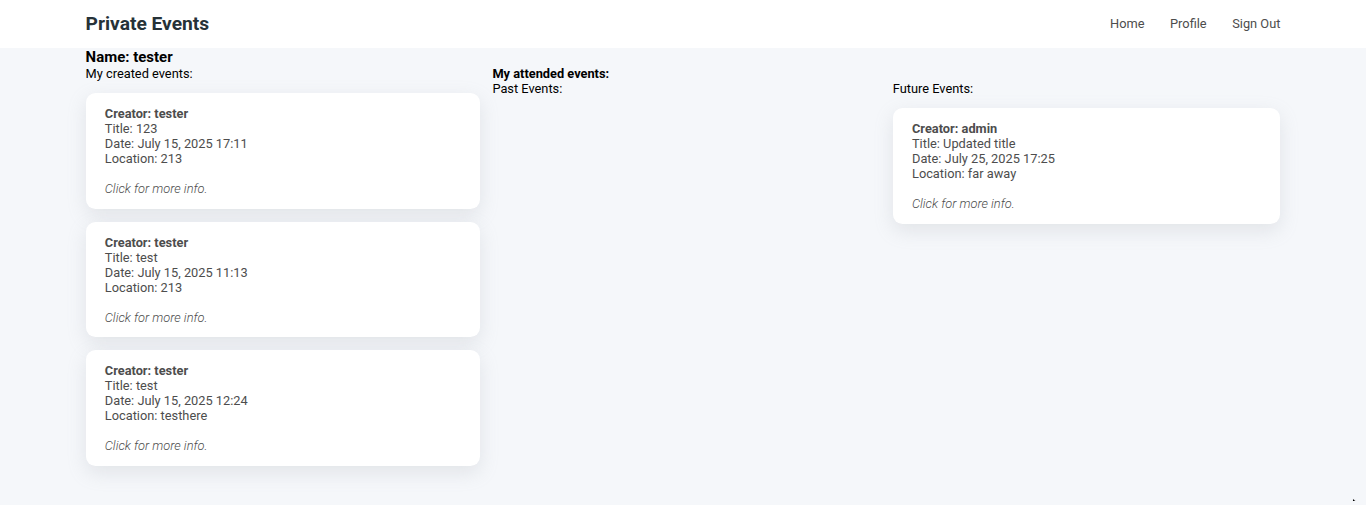 Private Events
Home Profile Sign Out
Name: tester
My created events:
Creator: tester
Title: 123
Date: July 15, 2025 17:11
Location: 213
Click for more info.
Creator: tester
Title: test
Date: July 15, 2025 11:13
Location: 213
Click for more info.
Creator: tester
Title: test
Date: July 15, 2025 12:24
Location: testhere
Click for more info.
My attended events:
Past Events:
Future Events:
Creator: admin
Title: Updated title
Date: July 25, 2025 17:25
Location: far away
Click for more info.